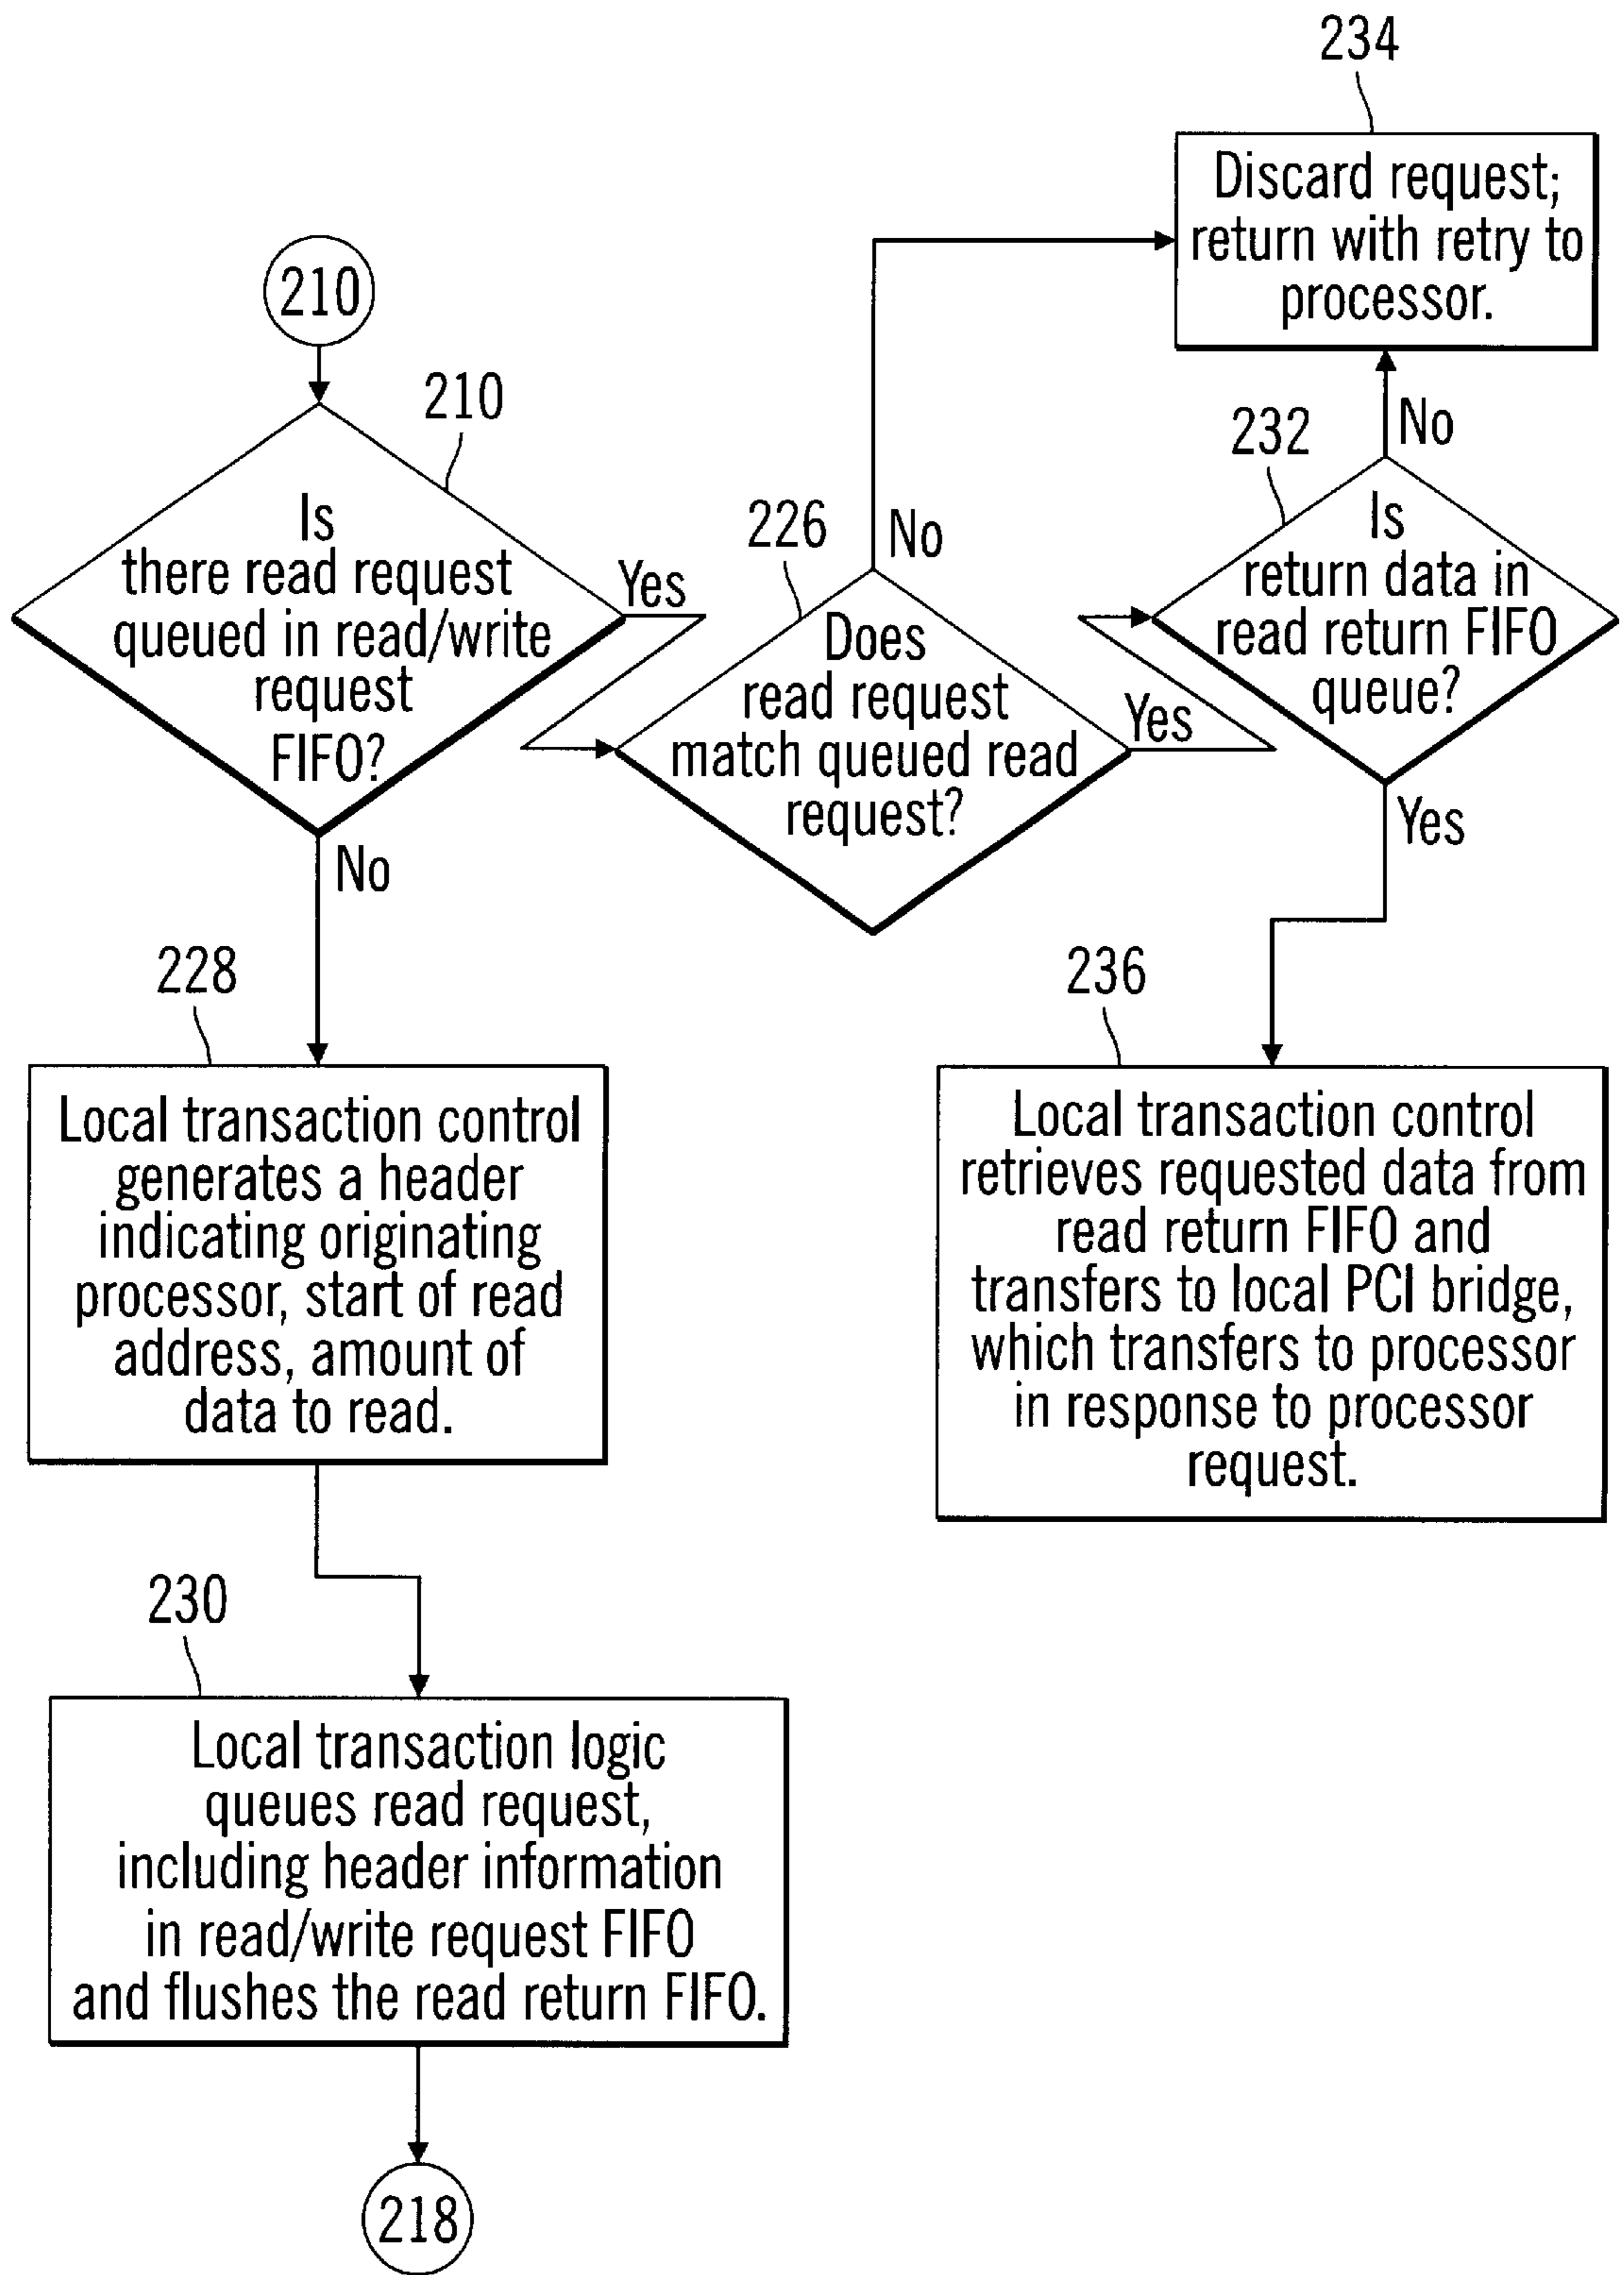 210
210
Is
there read request
queued in read/write
request
FIFO?
Yes
No
226
Does
read request
match queued read
request?
No
Yes
232
Is
return data in
read return FIFO
queue?
No
Yes
234
Discard request;
return with retry to
processor.
236
Local transaction control
retrieves requested data from
read return FIFO and
transfers to local PCI bridge,
which transfers to processor
in response to processor
request.
228
Local transaction control
generates a header
indicating originating
processor, start of read
address, amount of
data to read.
230
Local transaction logic
queues read request,
including header information
in read/write request FIFO
and flushes the read return FIFO.
218